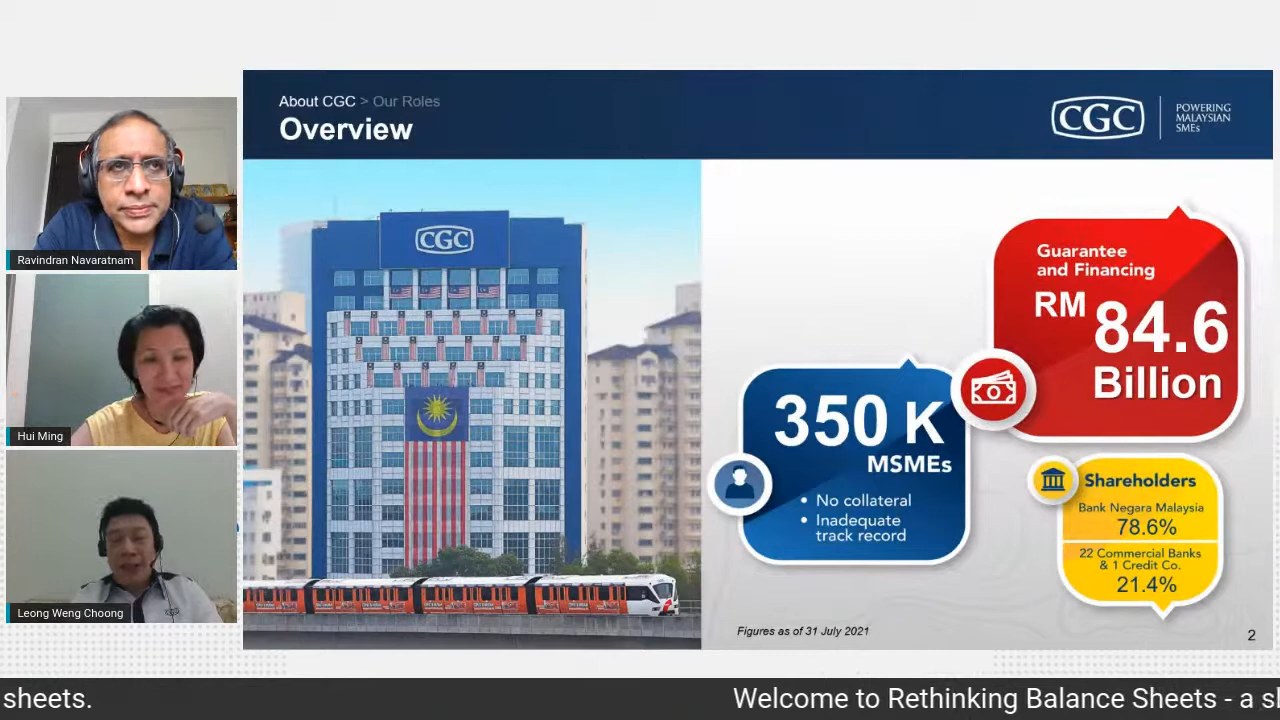 About CGC > Our Roles
Overview
CGC
POWERING
MALAYSIAN
SMEs
Ravindran Navaratnam
Hui Ming
Leong Weng Choong
CGC
Guarantee
and Financing
RM 84.6
Billion
350 K
MSMEs
• No collateral
• Inadequate
track record
Shareholders
Bank Negara Malaysia
78.6%
22 Commercial Banks
& 1 Credit Co.
21.4%
Figures as of 31 July 2021
2
sheets.
Welcome to Rethinking Balance Sheets - a